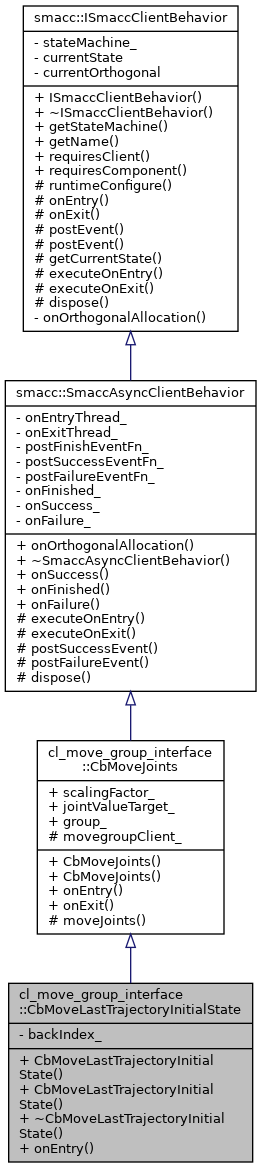 smacc::ISmaccClientBehavior
- stateMachine_
- currentState
- currentOrthogonal
+ ISmaccClientBehavior()
+ ~ISmaccClientBehavior()
+ getStateMachine()
+ getName()
+ requiresClient()
+ requiresComponent()
# runtimeConfigure()
# onEntry()
# onExit()
# postEvent()
# postEvent()
# getCurrentState()
# executeOnEntry()
# executeOnExit()
# dispose()
- onOrthogonalAllocation()
smacc::SmaccAsyncClientBehavior
- onEntryThread_
- onExitThread_
- postFinishEventFn_
- postSuccessEventFn_
- postFailureEventFn_
- onFinished_
- onSuccess_
- onFailure_
+ onOrthogonalAllocation()
+ ~SmaccAsyncClientBehavior()
+ onSuccess()
+ onFinished()
+ onFailure()
# executeOnEntry()
# executeOnExit()
# postSuccessEvent()
# postFailureEvent()
# dispose()
cl_move_group_interface
::CbMoveJoints
+ scalingFactor_
+ jointValueTarget_
+ group_
# movegroupClient_
+ CbMoveJoints()
+ CbMoveJoints()
+ onEntry()
+ onExit()
# moveJoints()
cl_move_group_interface
::CbMoveLastTrajectoryInitialState
- backIndex_
+ CbMoveLastTrajectoryInitial
State()
+ CbMoveLastTrajectoryInitial
State()
+ ~CbMoveLastTrajectoryInitial
State()
+ onEntry()